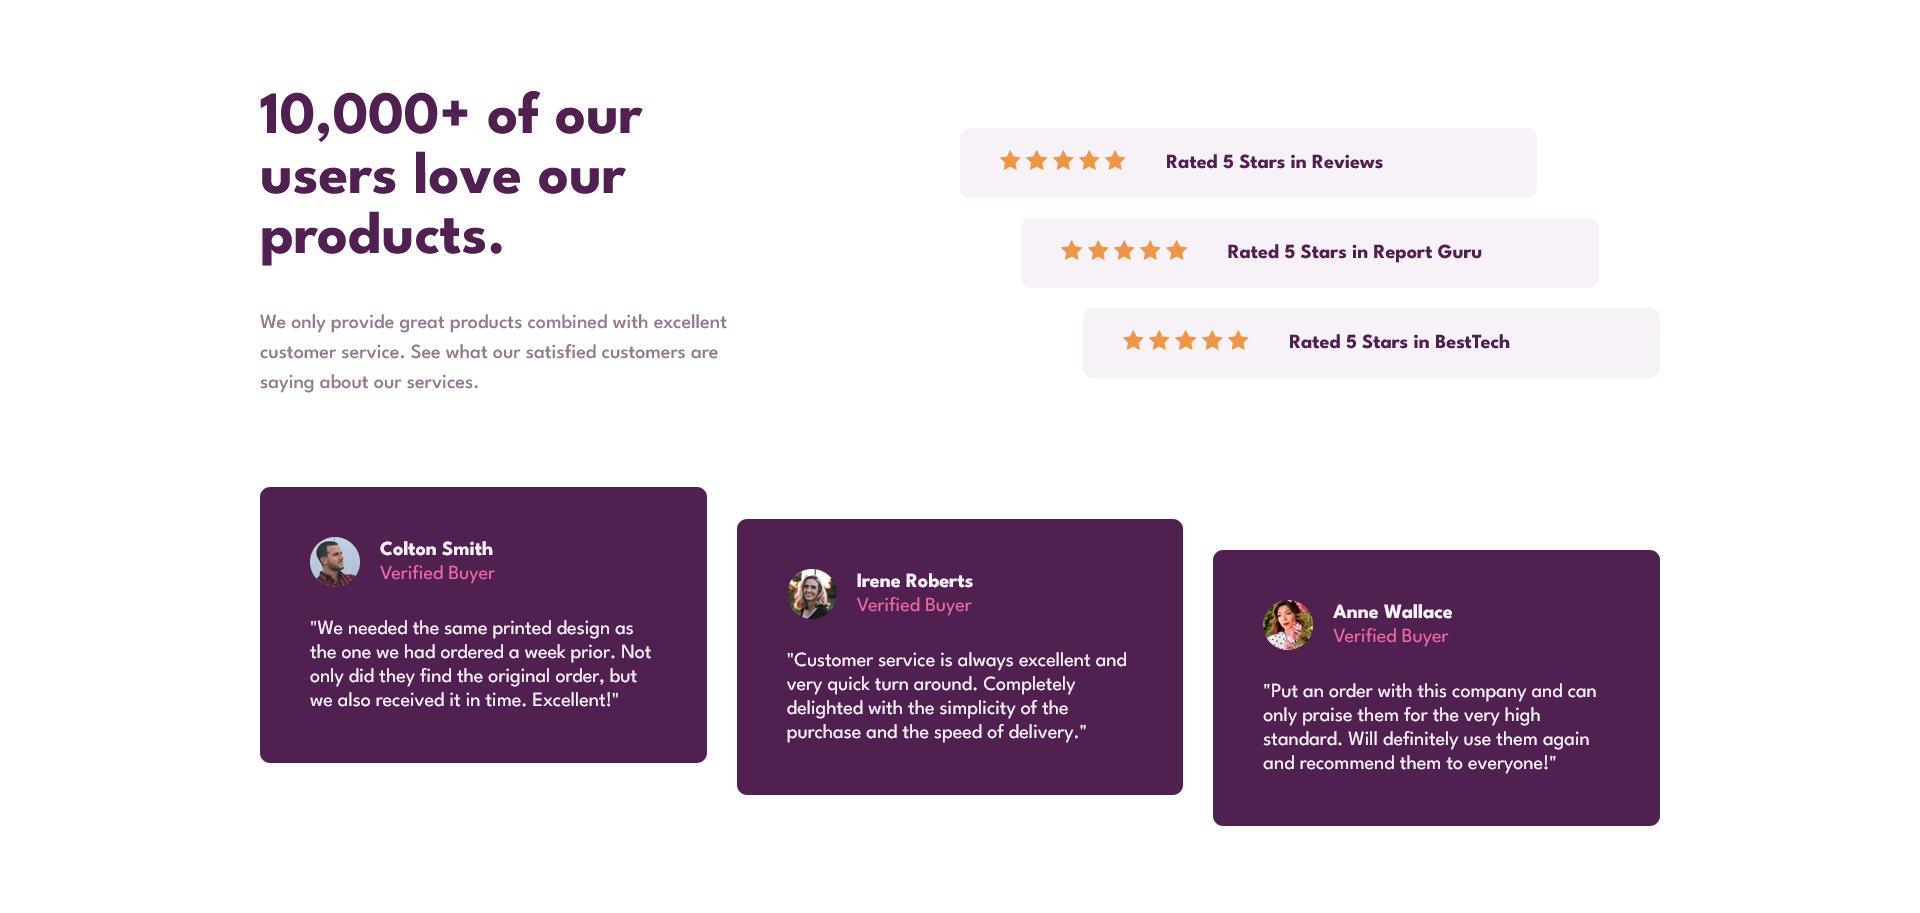 10,000+ of our
users love our
products.
We only provide great products combined with excellent
customer service. See what our satisfied customers are
saying about our services.
Rated 5 Stars in Reviews
Rated 5 Stars in Report Guru
Rated 5 Stars in BestTech
Colton Smith
Verified Buyer
"We needed the same printed design as
the one we had ordered a week prior. Not
only did they find the original order, but
we also received it in time. Excellent!"
Irene Roberts
Verified Buyer
"Customer service is always excellent and
very quick turn around. Completely
delighted with the simplicity of the
purchase and the speed of delivery."
Anne Wallace
Verified Buyer
"Put an order with this company and can
only praise them for the very high
standard. Will definitely use them again
and recommend them to everyone!"